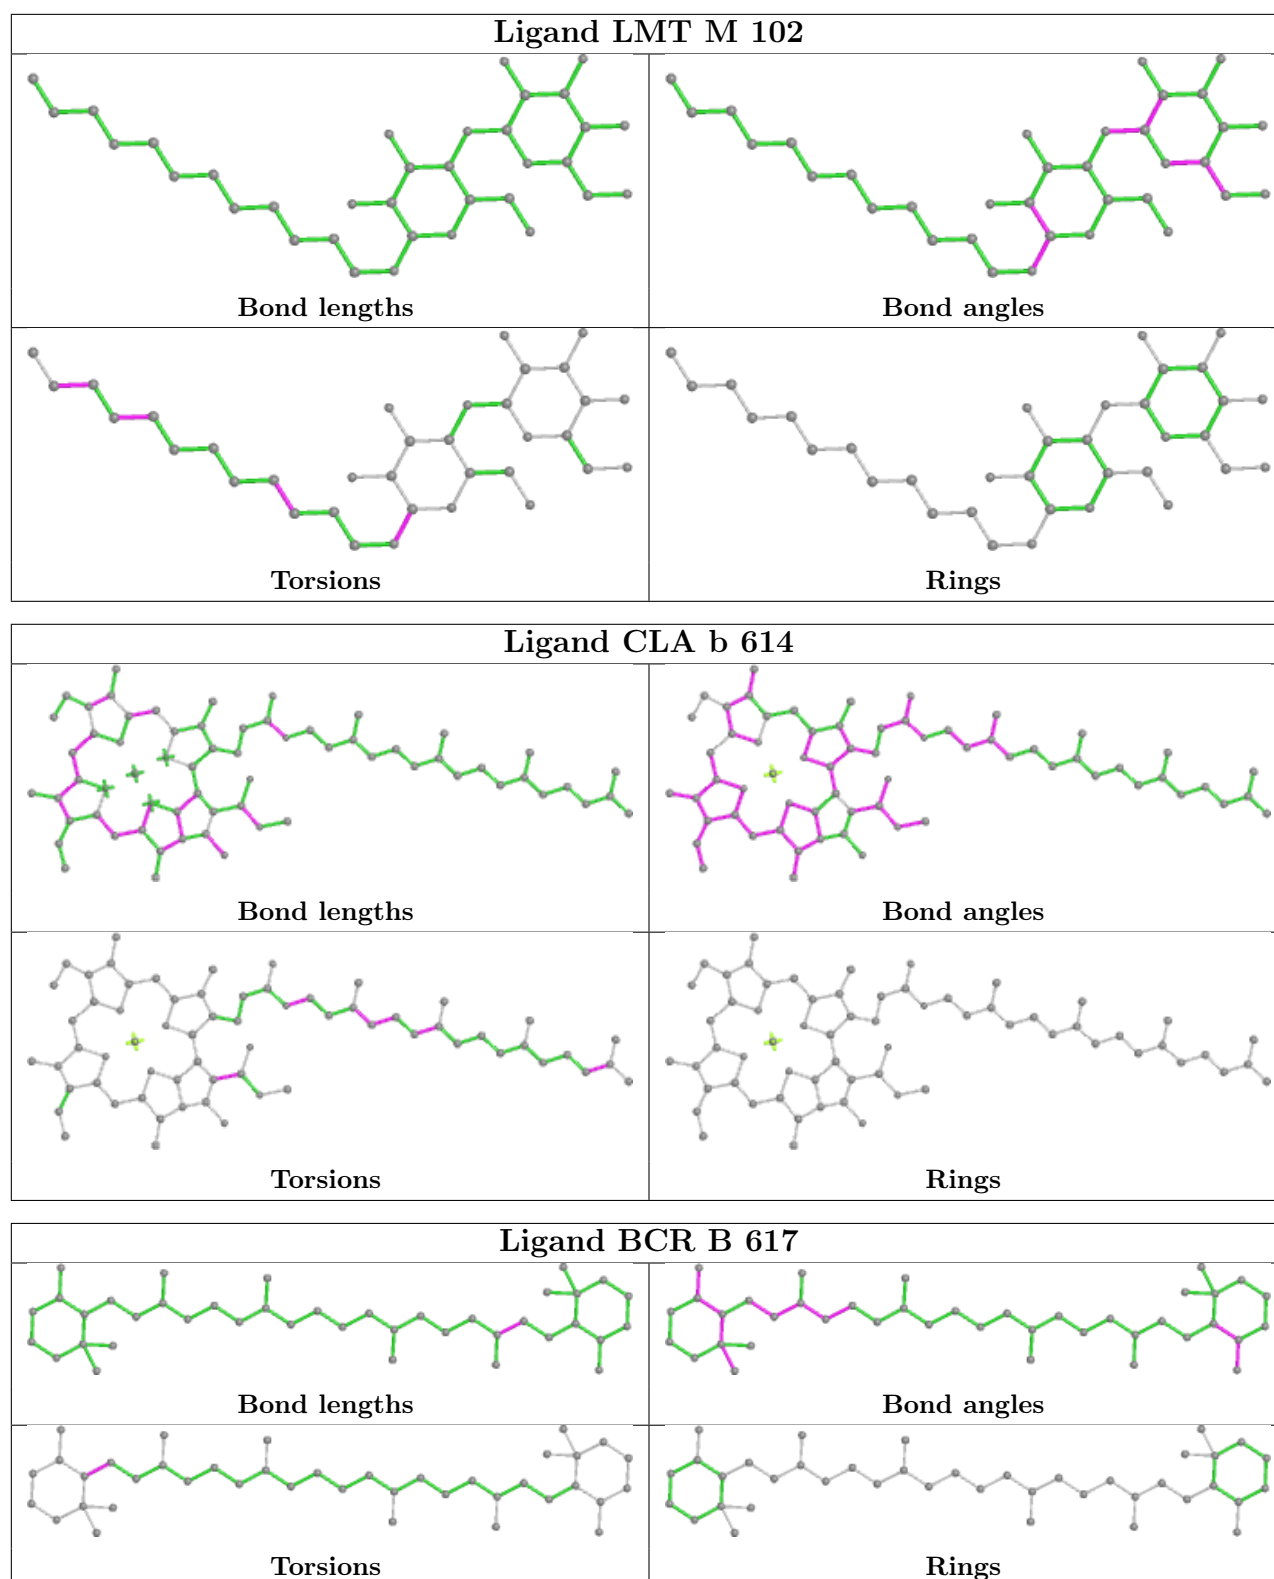 Ligand LMT M 102
Bond lengths
Bond angles
Torsions
Rings
Ligand CLA b 614
Bond lengths
Bond angles
Torsions
Rings
Ligand BCR B 617
Bond lengths
Bond angles
Torsions
Rings